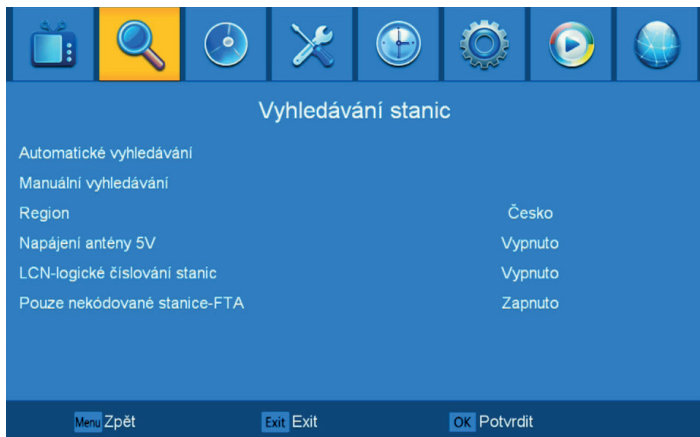 Vyhledávání stanic
Automatické vyhledávání
Manuální vyhledávání
Region Česko
Napájení antény 5V Vypnuto
LCN-logické číslování stanic Vypnuto
Pouze nekódované stanice-FTA Zapnuto
Menu Zpět Exit Exit OK Potvrdit